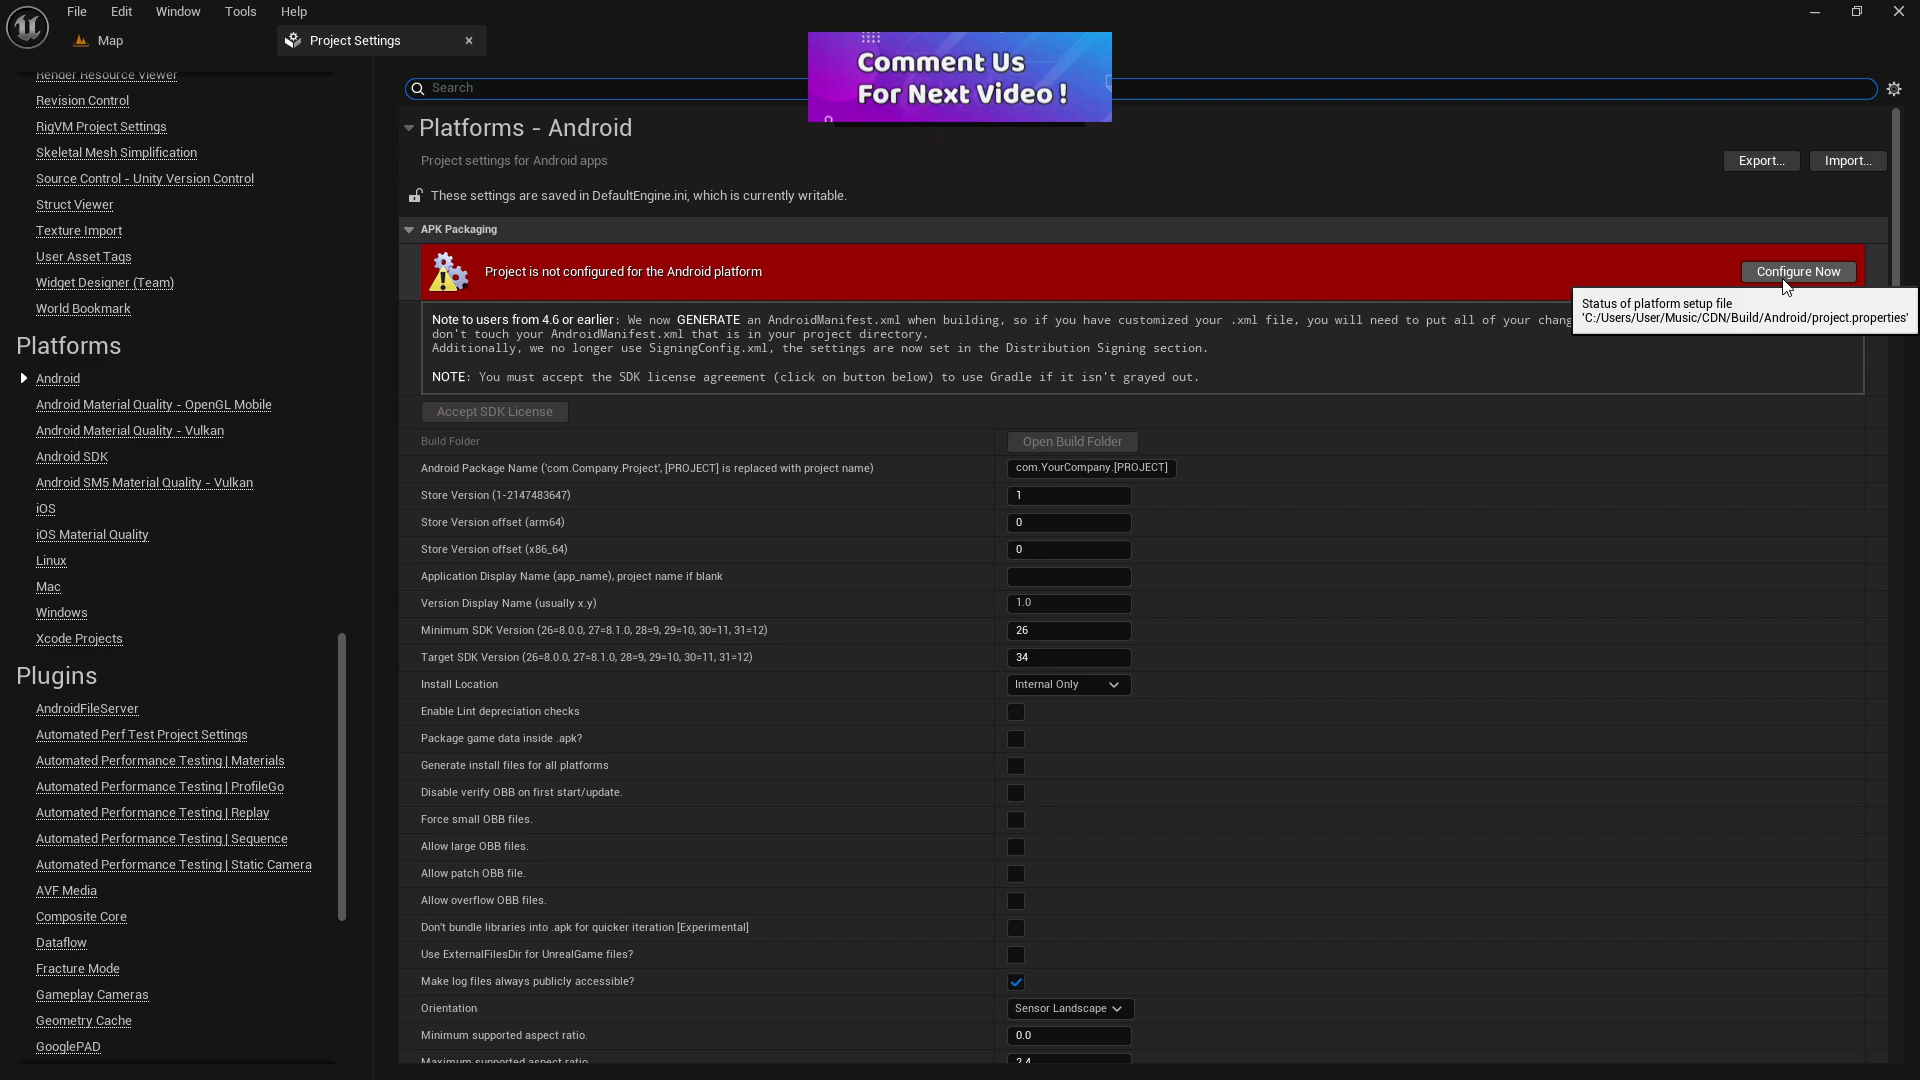 File Edit Window Tools Help
Map
Project Settings
Comment Us
For Next Video !
Search
Render Resource Viewer
Revision Control
RigVM Project Settings
Skeletal Mesh Simplification
Source Control - Unity Version Control
Struct Viewer
Texture Import
User Asset Tags
Widget Designer (Team)
World Bookmark
Platforms
Android
Android Material Quality - OpenGL Mobile
Android Material Quality - Vulkan
Android SDK
Android SM5 Material Quality - Vulkan
iOS
iOS Material Quality
Linux
Mac
Windows
Xcode Projects
Plugins
AndroidFileServer
Automated Perf Test Project Settings
Automated Performance Testing | Materials
Automated Performance Testing | ProfileGo
Automated Performance Testing | Replay
Automated Performance Testing | Sequence
Automated Performance Testing | Static Camera
AVF Media
Composite Core
Dataflow
Fracture Mode
Gameplay Cameras
Geometry Cache
GooglePAD
Platforms - Android
Project settings for Android apps
Export...
Import...
These settings are saved in DefaultEngine.ini, which is currently writable.
APK Packaging
Project is not configured for the Android platform
Configure Now
Status of platform setup file
'C:/Users/User/Music/CDN/Build/Android/project.properties'
Note to users from 4.6 or earlier: We now GENERATE an AndroidManifest.xml when building, so if you have customized your .xml file, you will need to put all of your
don't touch your AndroidManifest.xml that is in your project directory.
Additionally, we no longer use SigningConfig.xml, the settings are now set in the Distribution Signing section.
NOTE: You must accept the SDK license agreement (click on button below) to use Gradle if it isn't grayed out.
Accept SDK License
Build Folder
Open Build Folder
Android Package Name ('com.Company.Project', [PROJECT] is replaced with project name)
com.YourCompany.[PROJECT]
Store Version (1-2147483647)
1
Store Version offset (arm64)
0
Store Version offset (x86_64)
0
Application Display Name (app_name), project name if blank
Version Display Name (usually x.y)
1.0
Minimum SDK Version (26=8.0.0, 27=8.1.0, 28=9, 29=10, 30=11, 31=12)
26
Target SDK Version (26=8.0.0, 27=8.1.0, 28=9, 29=10, 30=11, 31=12)
34
Install Location
Internal Only
Enable Lint depreciation checks
Package game data inside .apk?
Generate install files for all platforms
Disable verify OBB on first start/update.
Force small OBB files.
Allow large OBB files.
Allow patch OBB file.
Allow overflow OBB files.
Don't bundle libraries into .apk for quicker iteration [Experimental]
Use ExternalFilesDir for UnrealGame files?
Make log files always publicly accessible?
Orientation
Sensor Landscape
Minimum supported aspect ratio.
0.0
Maximum supported aspect ratio.
2.4